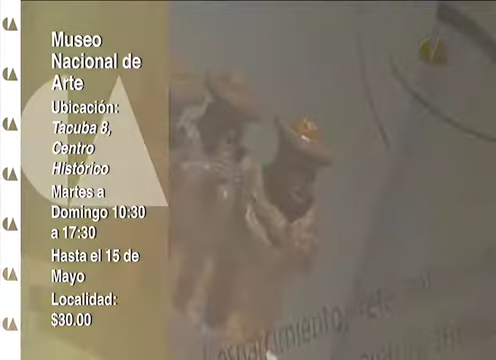 Museo
Nacional de
Arte
Ubicación:
Tacuba 8,
Centro
Histórico
Martes a
Domingo 10:30
a 17:30
Hasta el 15 de
Mayo
Localidad:
$30.00